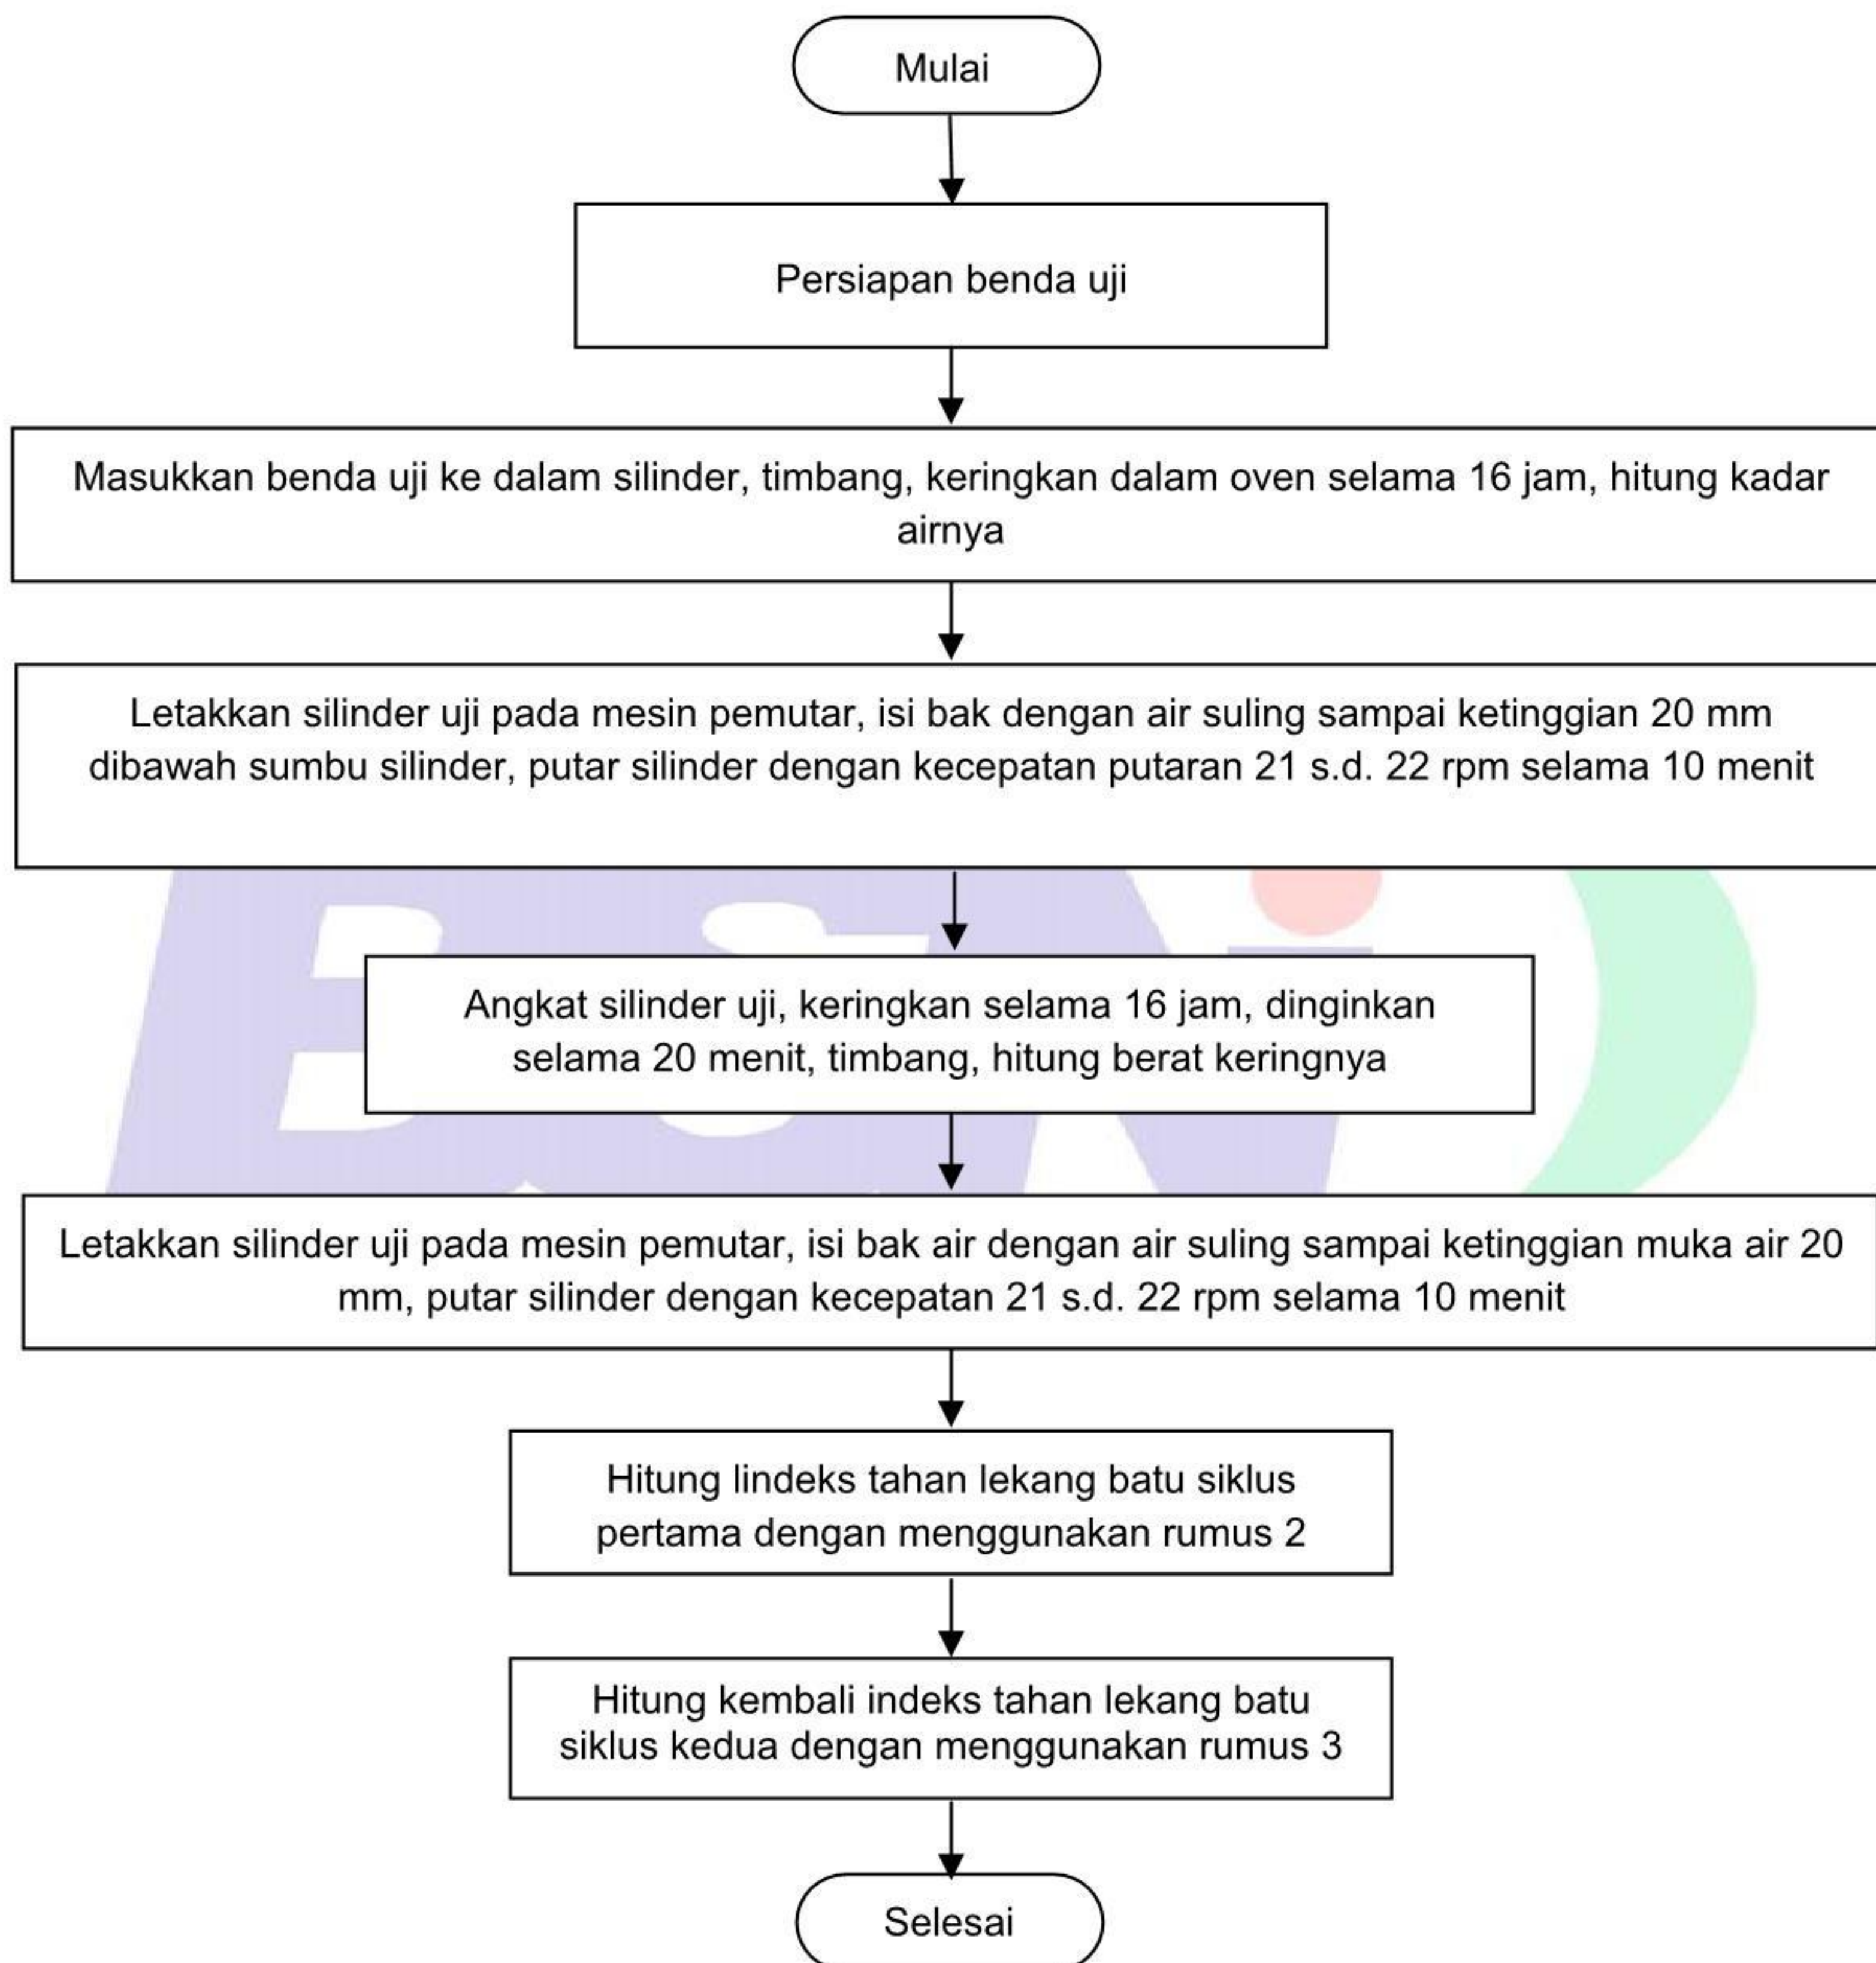 Mulai
Persiapan benda uji
Masukkan benda uji ke dalam silinder, timbang, keringkan dalam oven selama 16 jam, hitung kadar
airnya
Letakkan silinder uji pada mesin pemutar, isi bak dengan air suling sampai ketinggian 20 mm
dibawah sumbu silinder, putar silinder dengan kecepatan putaran 21 s.d. 22 rpm selama 10 menit
Angkat silinder uji, keringkan selama 16 jam, dinginkan
selama 20 menit, timbang, hitung berat keringnya
Letakkan silinder uji pada mesin pemutar, isi bak air dengan air suling sampai ketinggian muka air 20
mm, putar silinder dengan kecepatan 21 s.d. 22 rpm selama 10 menit
Hitung lindeks tahan lekang batu siklus
pertama dengan menggunakan rumus 2
Hitung kembali indeks tahan lekang batu
siklus kedua dengan menggunakan rumus 3
Selesai